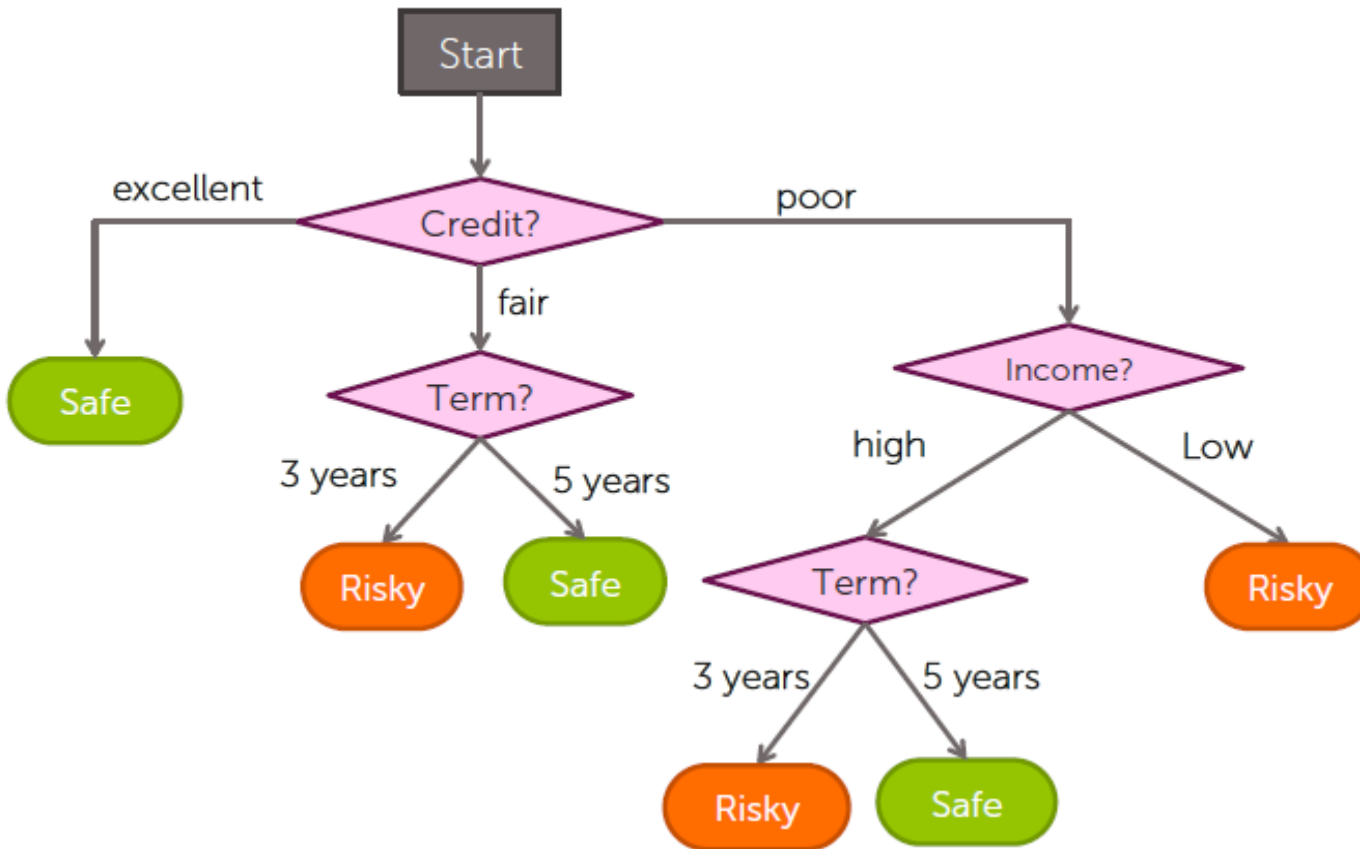 Start
excellent
Credit?
poor
fair
Safe
Term?
Income?
3 years
5 years
high
Low
Risky
Safe
Term?
Risky
3 years
5 years
Risky
Safe